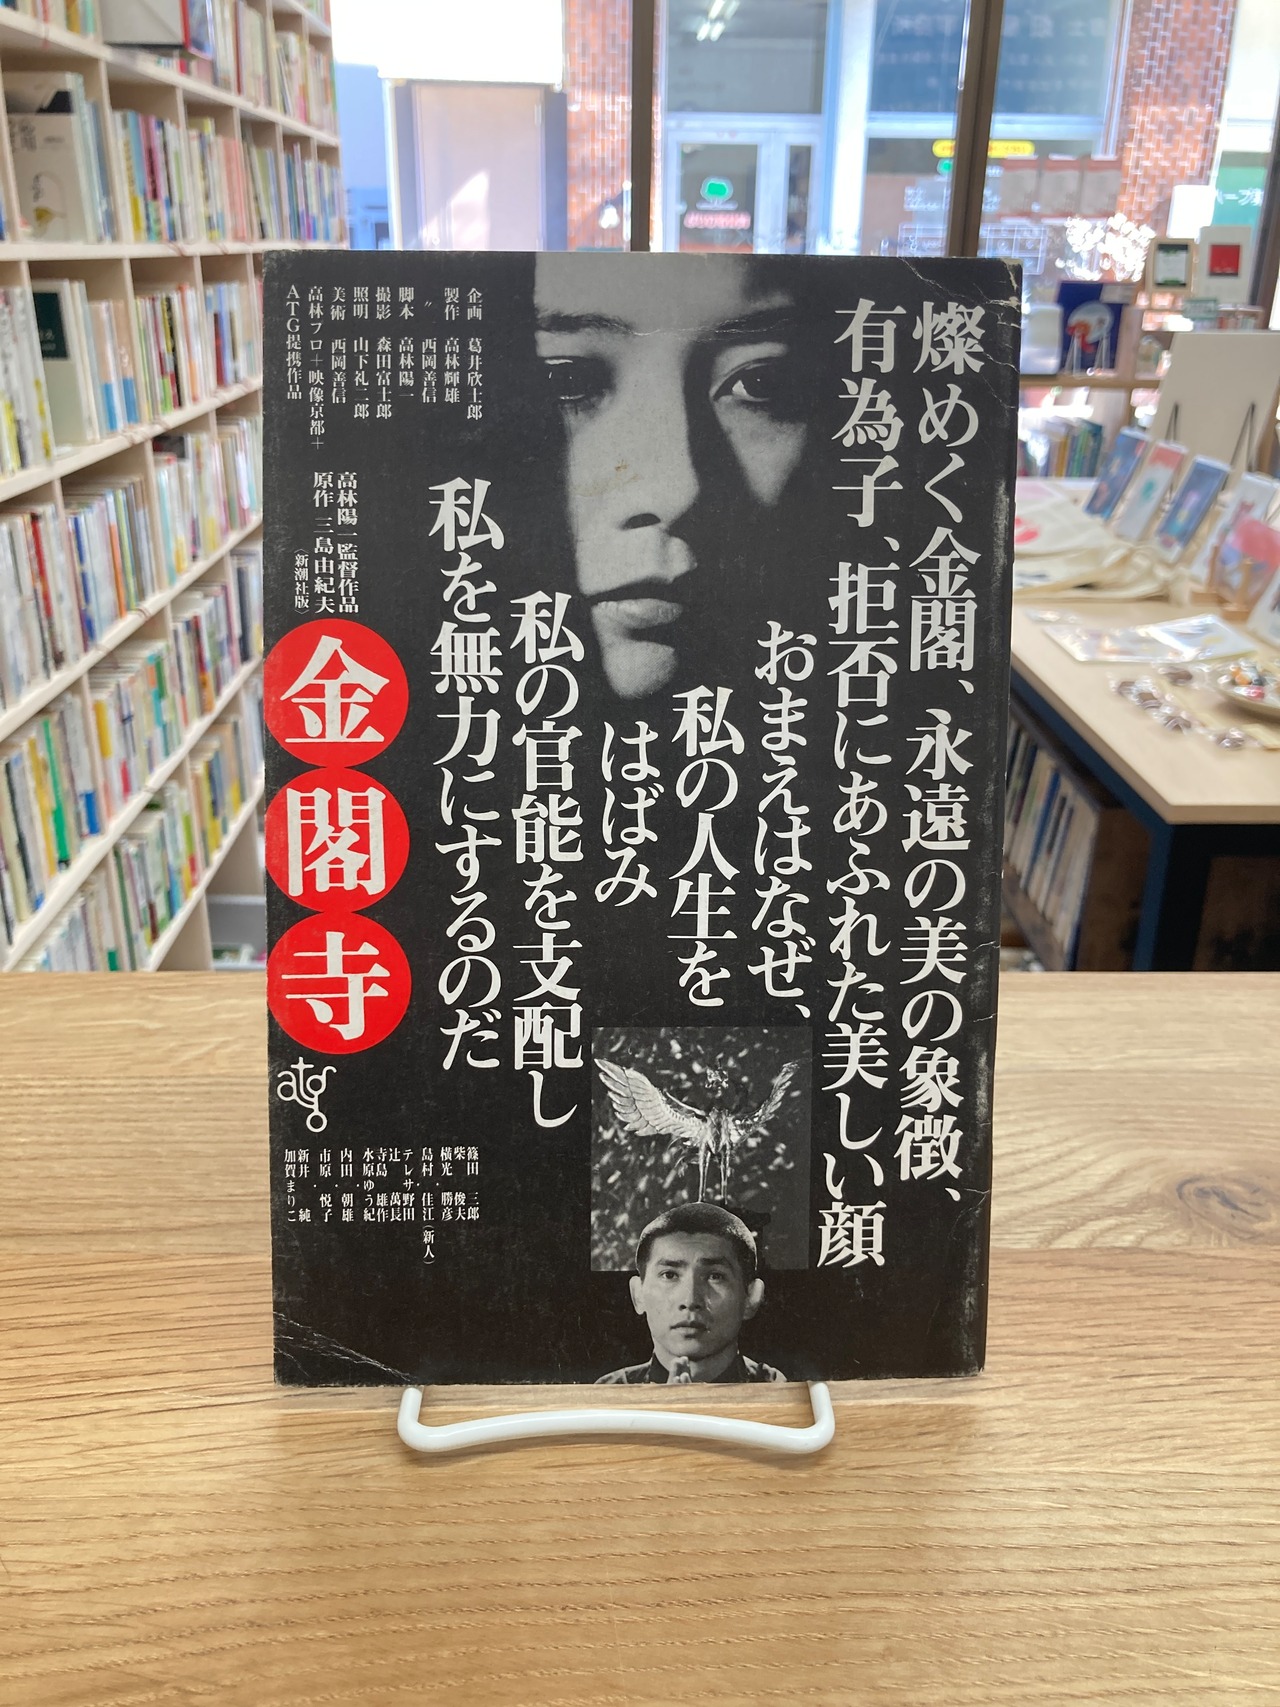 燦めく金閣、永遠の美の象徴、
有為子、拒否にあふれた美しい顔
おまえはなぜ、
私の人生を
はばみ
私の官能を支配し
私を無力にするのだ
企画 葛井欣士郎
製作 高林輝雄
〃 西岡善信
脚本 高林陽一
撮影 森田富士郎
照明 山下礼二郎
美術 西岡善信
高林プロ+映像京都+
ATG提携作品
高林陽一監督作品
原作 三島由紀夫
〈新潮社版〉
金閣寺
atg
篠田三郎
柴俊夫
横光勝彦
島村佳江(新人)
テレサ野田
辻萬長
寺島雄作
水原ゆう紀
内田朝雄
市原悦子
新井純
加賀まりこ